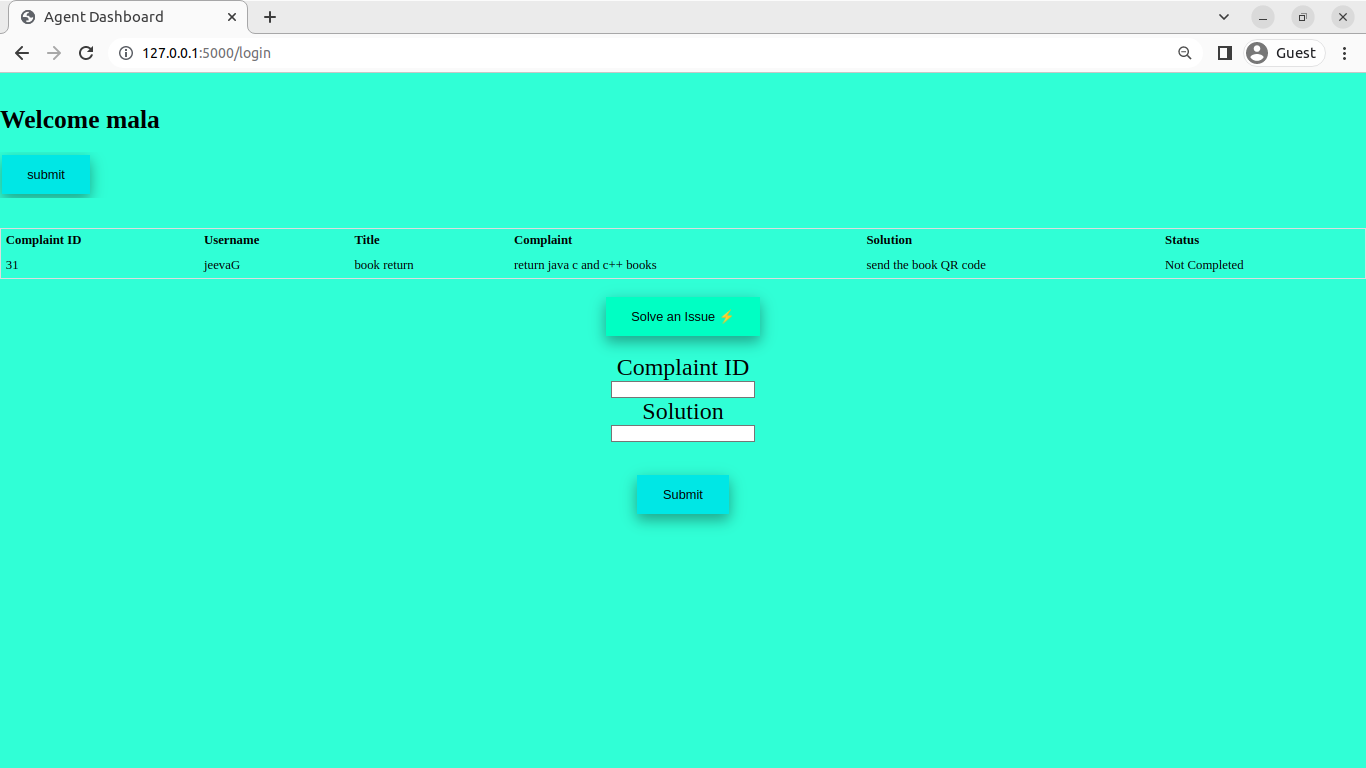 Agent Dashboard
127.0.0.1:5000/login
Guest
Welcome mala
submit
Complaint ID Username Title Complaint Solution Status
31 jeevaG book return return java c and c++ books send the book QR code Not Completed
Solve an Issue ⚡
Complaint ID
Solution
Submit